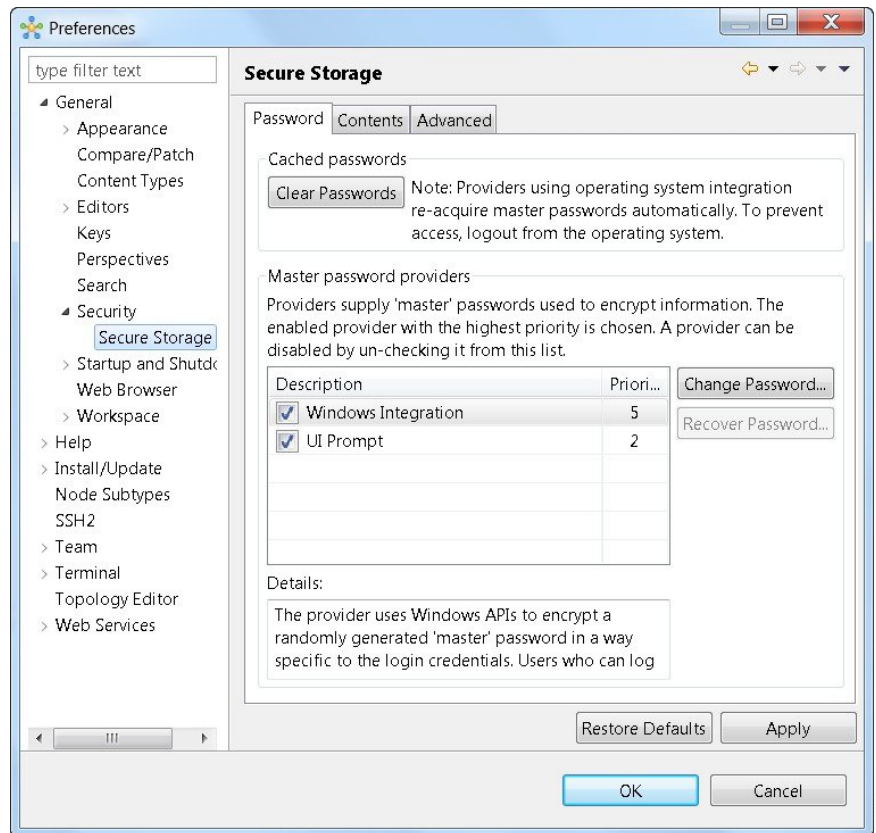 Preferences
type filter text
General
Appearance
Compare/Patch
Content Types
Editors
Keys
Perspectives
Search
Security
Secure Storage
Startup and Shutdo
Web Browser
Workspace
Help
Install/Update
Node Subtypes
SSH2
Team
Terminal
Topology Editor
Web Services
Secure Storage
Password Contents Advanced
Cached passwords
Clear Passwords
Note: Providers using operating system integration
re-acquire master passwords automatically. To prevent
access, logout from the operating system.
Master password providers
Providers supply 'master' passwords used to encrypt information. The
enabled provider with the highest priority is chosen. A provider can be
disabled by un-checking it from this list.
Description Priori...
Windows Integration 5
UI Prompt 2
Change Password...
Recover Password...
Details:
The provider uses Windows APIs to encrypt a
randomly generated 'master' password in a way
specific to the login credentials. Users who can log
Restore Defaults Apply
OK Cancel